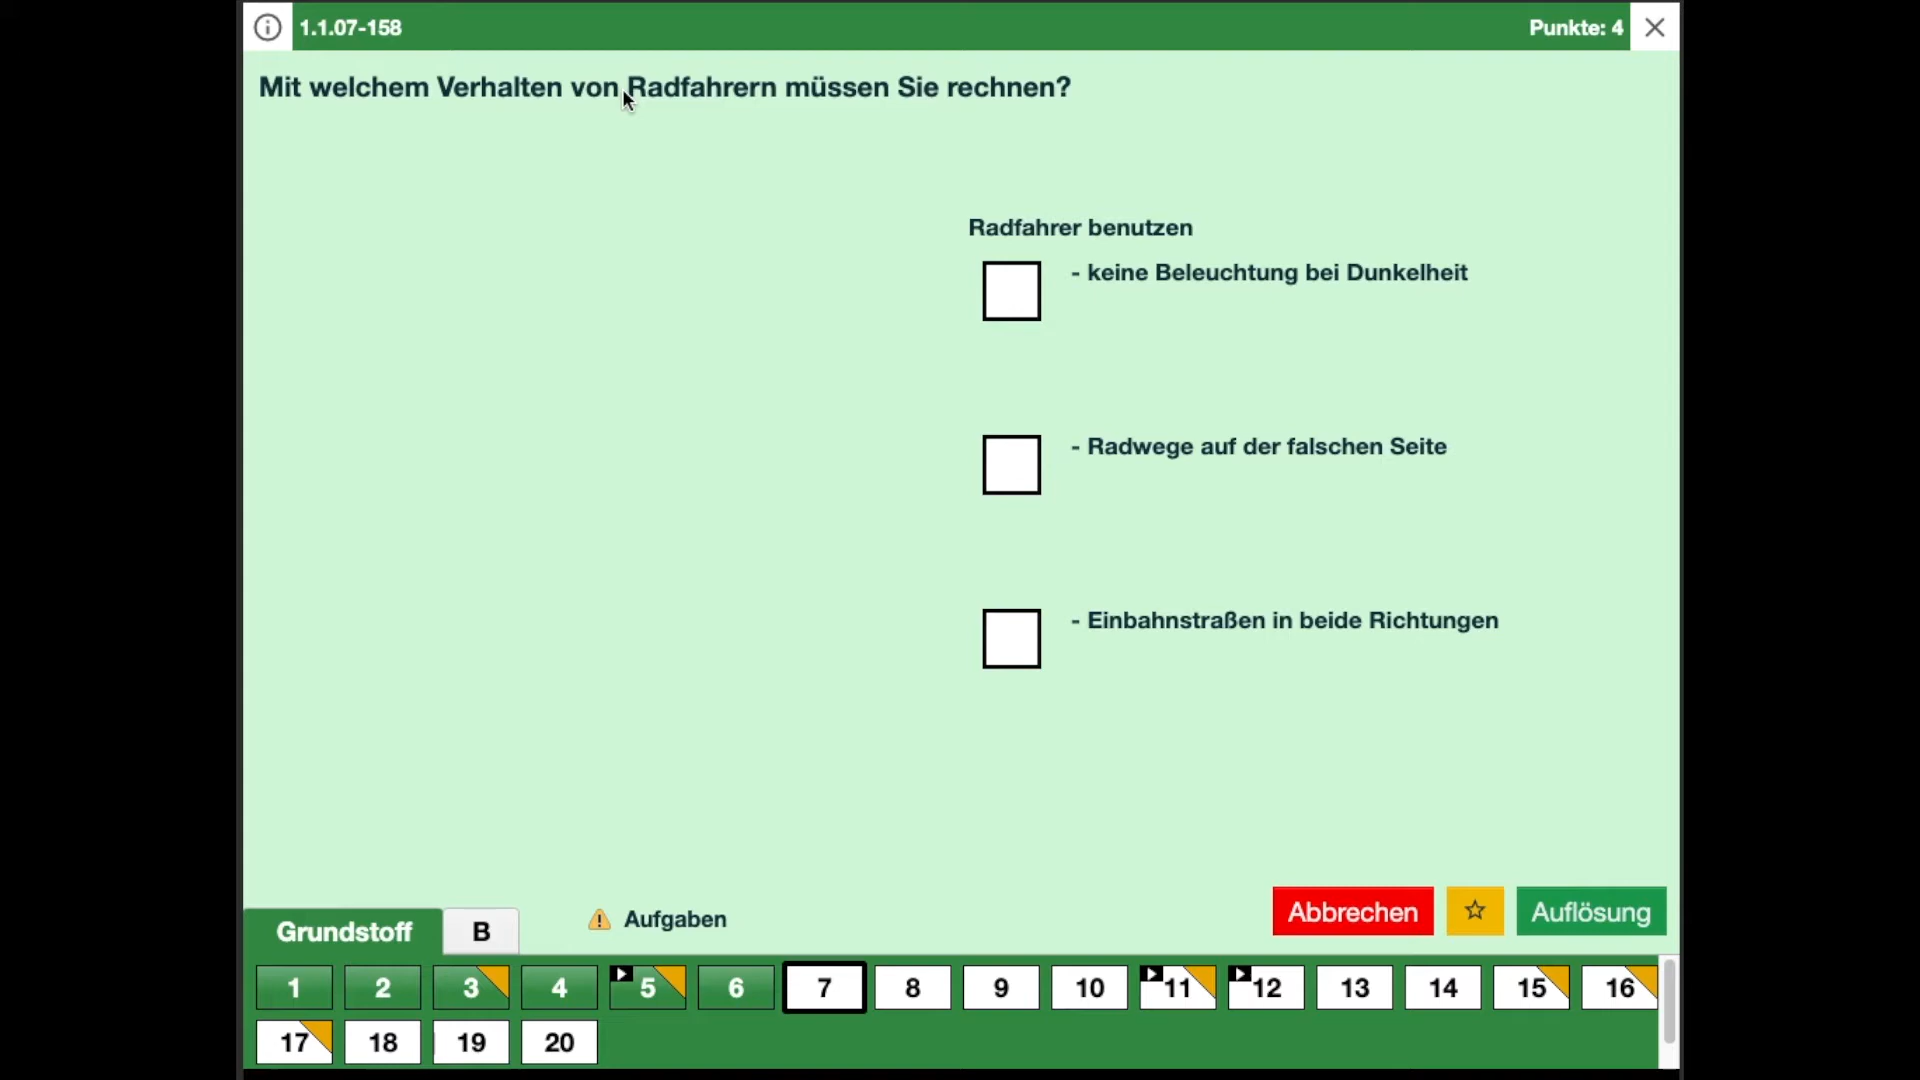 1.1.07-158
Punkte: 4
Mit welchem Verhalten von Radfahrern müssen Sie rechnen?
Radfahrer benutzen
- keine Beleuchtung bei Dunkelheit
- Radwege auf der falschen Seite
- Einbahnstraßen in beide Richtungen
Abbrechen
Auflösung
Grundstoff
B
Aufgaben
1 2 3 4 5 6 7 8 9 10 11 12 13 14 15 16
17 18 19 20